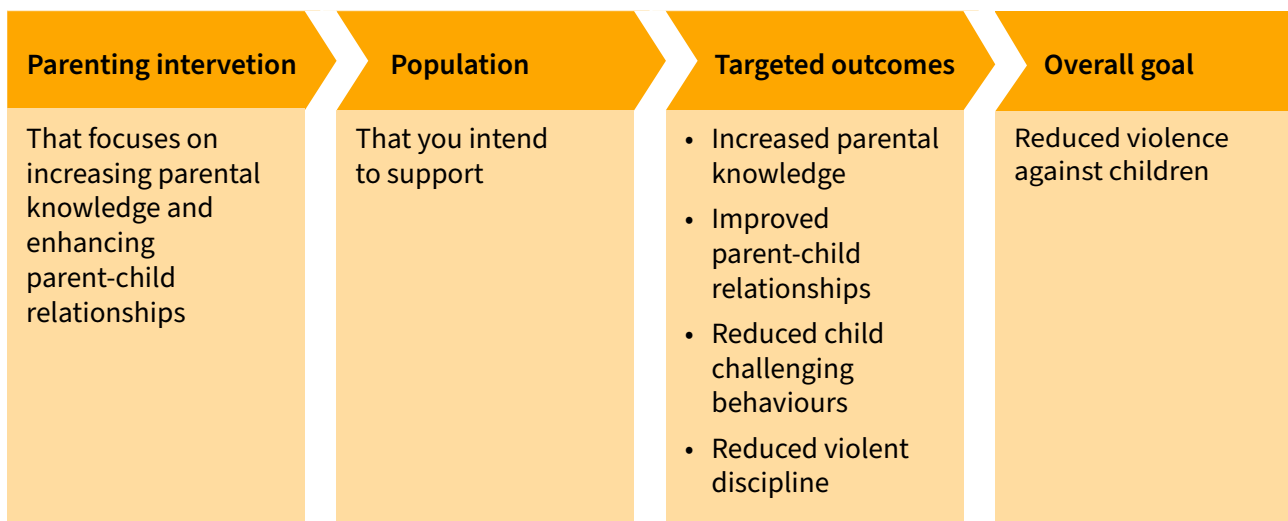 Parenting intervetion
That focuses on
increasing parental
knowledge and
enhancing
parent-child
relationships
Population
That you intend
to support
Targeted outcomes
• Increased parental
knowledge
• Improved
parent-child
relationships
• Reduced child
challenging
behaviours
• Reduced violent
discipline
Overall goal
Reduced violence
against children